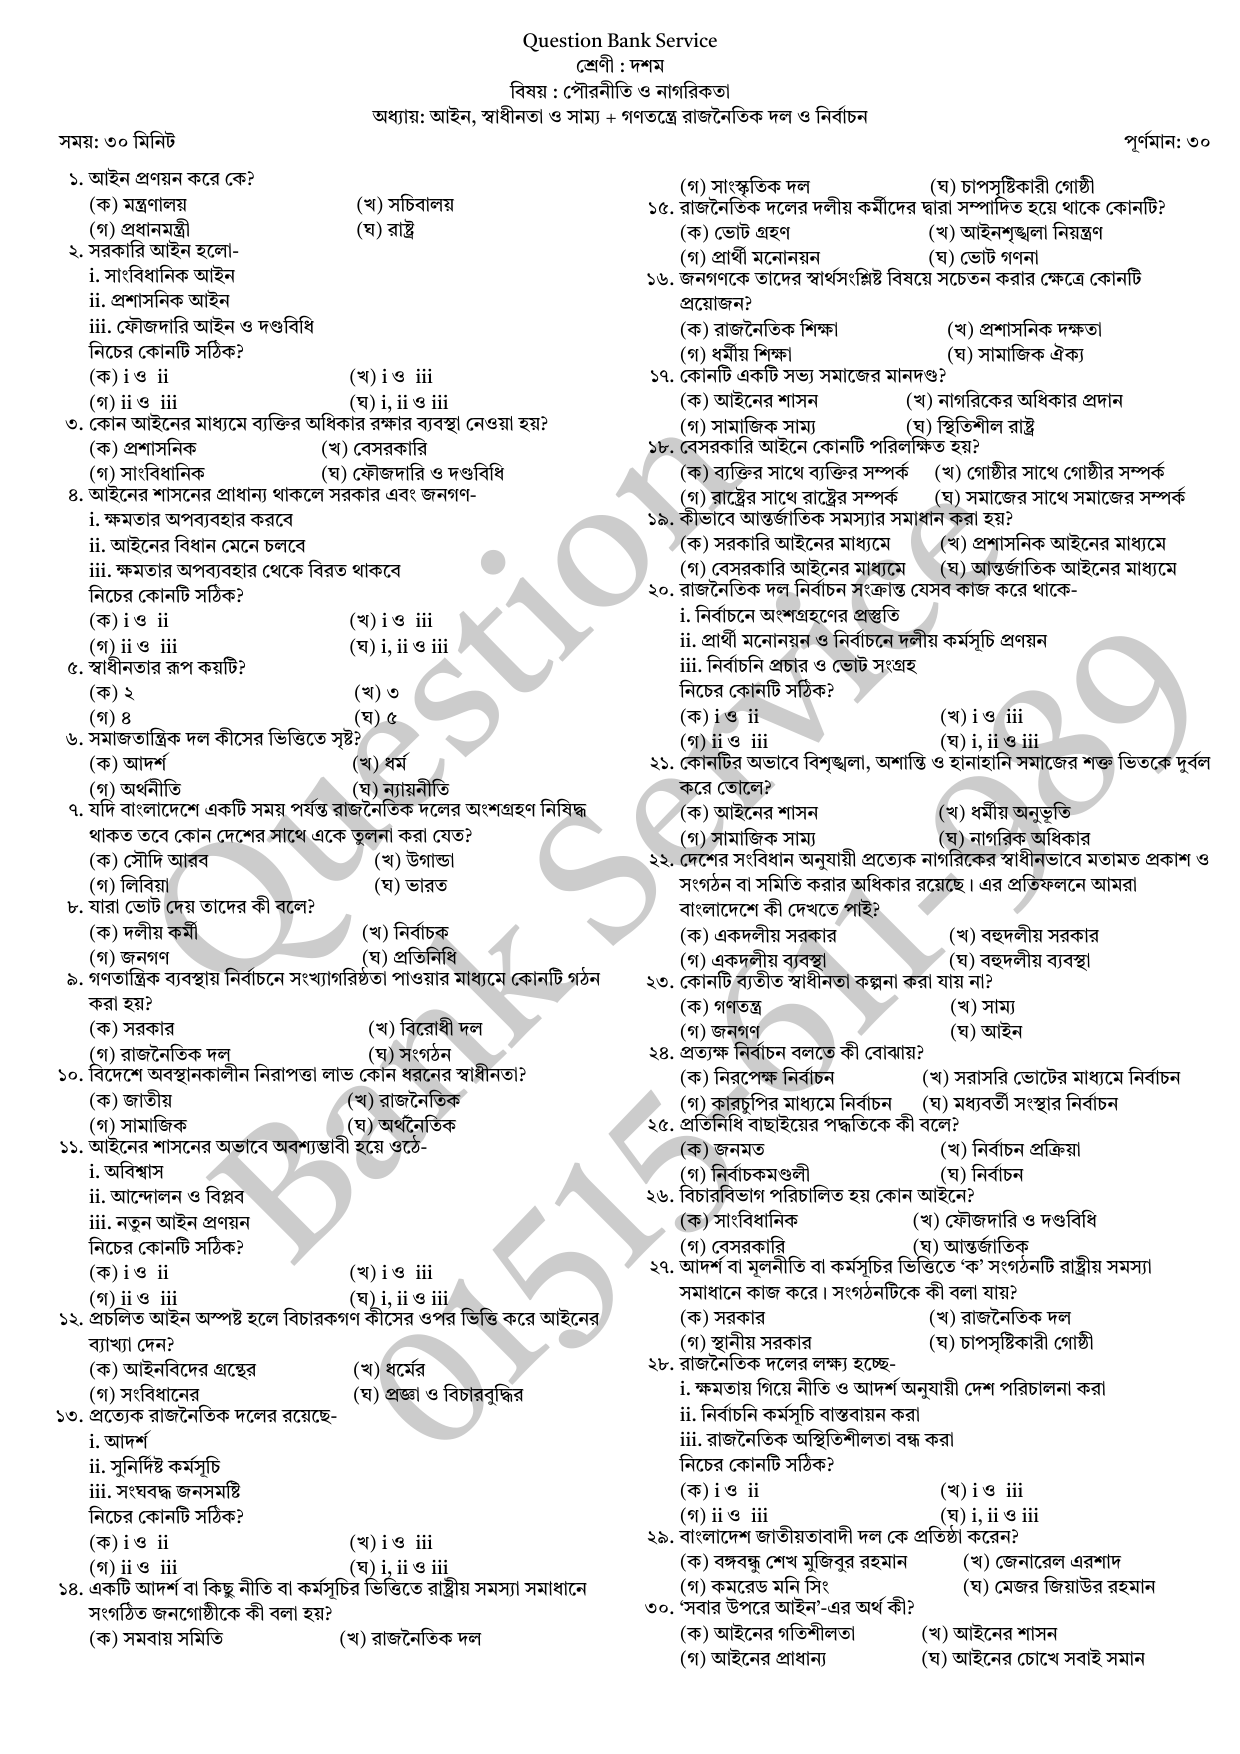 Question Bank Service
শ্রেণী : দশম
বিষয় : পৌরনীতি ও নাগরিকতা
অধ্যায়: আইন, স্বাধীনতা ও সাম্য + গণতন্ত্রে রাজনৈতিক দল ও নির্বাচন
সময়: ৩০ মিনিট পূর্ণমান: ৩০
১. আইন প্রণয়ন করে কে?
(ক) মন্ত্রণালয় (খ) সচিবালয়
(গ) প্রধানমন্ত্রী (ঘ) রাষ্ট্র
২. সরকারি আইন হলো-
i. সাংবিধানিক আইন
ii. প্রশাসনিক আইন
iii. ফৌজদারি আইন ও দণ্ডবিধি
নিচের কোনটি সঠিক?
(ক) i ও ii (খ) i ও iii
(গ) ii ও iii (ঘ) i, ii ও iii
৩. কোন আইনের মাধ্যমে ব্যক্তির অধিকার রক্ষার ব্যবস্থা নেওয়া হয়?
(ক) প্রশাসনিক (খ) বেসরকারি
(গ) সাংবিধানিক (ঘ) ফৌজদারি ও দণ্ডবিধি
৪. আইনের শাসনের প্রাধান্য থাকলে সরকার এবং জনগণ-
i. ক্ষমতার অপব্যবহার করবে
ii. আইনের বিধান মেনে চলবে
iii. ক্ষমতার অপব্যবহার থেকে বিরত থাকবে
নিচের কোনটি সঠিক?
(ক) i ও ii (খ) i ও iii
(গ) ii ও iii (ঘ) i, ii ও iii
৫. স্বাধীনতার রূপ কয়টি?
(ক) ২ (খ) ৩
(গ) ৪ (ঘ) ৫
৬. সমাজতান্ত্রিক দল কীসের ভিত্তিতে সৃষ্ট?
(ক) আদর্শ (খ) ধর্ম
(গ) অর্থনীতি (ঘ) ন্যায়নীতি
৭. যদি বাংলাদেশে একটি সময় পর্যন্ত রাজনৈতিক দলের অংশগ্রহণ নিষিদ্ধ
থাকত তবে কোন দেশের সাথে একে তুলনা করা যেত?
(ক) সৌদি আরব (খ) উগান্ডা
(গ) লিবিয়া (ঘ) ভারত
৮. যারা ভোট দেয় তাদের কী বলে?
(ক) দলীয় কর্মী (খ) নির্বাচক
(গ) জনগণ (ঘ) প্রতিনিধি
৯. গণতান্ত্রিক ব্যবস্থায় নির্বাচনে সংখ্যাগরিষ্ঠতা পাওয়ার মাধ্যমে কোনটি গঠন
করা হয়?
(ক) সরকার (খ) বিরোধী দল
(গ) রাজনৈতিক দল (ঘ) সংগঠন
১০. বিদেশে অবস্থানকালীন নিরাপত্তা লাভ কোন ধরনের স্বাধীনতা?
(ক) জাতীয় (খ) রাজনৈতিক
(গ) সামাজিক (ঘ) অর্থনৈতিক
১১. আইনের শাসনের অভাবে অবশ্যম্ভাবী হয়ে ওঠে-
i. অবিশ্বাস
ii. আন্দোলন ও বিপ্লব
iii. নতুন আইন প্রণয়ন
নিচের কোনটি সঠিক?
(ক) i ও ii (খ) i ও iii
(গ) ii ও iii (ঘ) i, ii ও iii
১২. প্রচলিত আইন অস্পষ্ট হলে বিচারকগণ কীসের ওপর ভিত্তি করে আইনের
ব্যাখ্যা দেন?
(ক) আইনবিদের গ্রন্থের (খ) ধর্মের
(গ) সংবিধানের (ঘ) প্রজ্ঞা ও বিচারবুদ্ধির
১৩. প্রত্যেক রাজনৈতিক দলের রয়েছে-
i. আদর্শ
ii. সুনির্দিষ্ট কর্মসূচি
iii. সংঘবদ্ধ জনসমষ্টি
নিচের কোনটি সঠিক?
(ক) i ও ii (খ) i ও iii
(গ) ii ও iii (ঘ) i, ii ও iii
১৪. একটি আদর্শ বা কিছু নীতি বা কর্মসূচির ভিত্তিতে রাষ্ট্রীয় সমস্যা সমাধানে
সংগঠিত জনগোষ্ঠীকে কী বলা হয়?
(ক) সমবায় সমিতি (খ) রাজনৈতিক দল
(গ) সাংস্কৃতিক দল (ঘ) চাপসৃষ্টিকারী গোষ্ঠী
১৫. রাজনৈতিক দলের দলীয় কর্মীদের দ্বারা সম্পাদিত হয়ে থাকে কোনটি?
(ক) ভোট গ্রহণ (খ) আইনশৃঙ্খলা নিয়ন্ত্রণ
(গ) প্রার্থী মনোনয়ন (ঘ) ভোট গণনা
১৬. জনগণকে তাদের স্বার্থসংশ্লিষ্ট বিষয়ে সচেতন করার ক্ষেত্রে কোনটি
প্রয়োজন?
(ক) রাজনৈতিক শিক্ষা (খ) প্রশাসনিক দক্ষতা
(গ) ধর্মীয় শিক্ষা (ঘ) সামাজিক ঐক্য
১৭. কোনটি একটি সভ্য সমাজের মানদণ্ড?
(ক) আইনের শাসন (খ) নাগরিকের অধিকার প্রদান
(গ) সামাজিক সাম্য (ঘ) স্থিতিশীল রাষ্ট্র
১৮. বেসরকারি আইনে কোনটি পরিলক্ষিত হয়?
(ক) ব্যক্তির সাথে ব্যক্তির সম্পর্ক (খ) গোষ্ঠীর সাথে গোষ্ঠীর সম্পর্ক
(গ) রাষ্ট্রের সাথে রাষ্ট্রের সম্পর্ক (ঘ) সমাজের সাথে সমাজের সম্পর্ক
১৯. কীভাবে আন্তর্জাতিক সমস্যার সমাধান করা হয়?
(ক) সরকারি আইনের মাধ্যমে (খ) প্রশাসনিক আইনের মাধ্যমে
(গ) বেসরকারি আইনের মাধ্যমে (ঘ) আন্তর্জাতিক আইনের মাধ্যমে
২০. রাজনৈতিক দল নির্বাচন সংক্রান্ত যেসব কাজ করে থাকে-
i. নির্বাচনে অংশগ্রহণের প্রস্তুতি
ii. প্রার্থী মনোনয়ন ও নির্বাচনে দলীয় কর্মসূচি প্রণয়ন
iii. নির্বাচনি প্রচার ও ভোট সংগ্রহ
নিচের কোনটি সঠিক?
(ক) i ও ii (খ) i ও iii
(গ) ii ও iii (ঘ) i, ii ও iii
২১. কোনটির অভাবে বিশৃঙ্খলা, অশান্তি ও হানাহানি সমাজের শক্ত ভিতকে দুর্বল
করে তোলে?
(ক) আইনের শাসন (খ) ধর্মীয় অনুভূতি
(গ) সামাজিক সাম্য (ঘ) নাগরিক অধিকার
২২. দেশের সংবিধান অনুযায়ী প্রত্যেক নাগরিকের স্বাধীনভাবে মতামত প্রকাশ ও
সংগঠন বা সমিতি করার অধিকার রয়েছে। এর প্রতিফলনে আমরা
বাংলাদেশে কী দেখতে পাই?
(ক) একদলীয় সরকার (খ) বহুদলীয় সরকার
(গ) একদলীয় ব্যবস্থা (ঘ) বহুদলীয় ব্যবস্থা
২৩. কোনটি ব্যতীত স্বাধীনতা কল্পনা করা যায় না?
(ক) গণতন্ত্র (খ) সাম্য
(গ) জনগণ (ঘ) আইন
২৪. প্রত্যক্ষ নির্বাচন বলতে কী বোঝায়?
(ক) নিরপেক্ষ নির্বাচন (খ) সরাসরি ভোটের মাধ্যমে নির্বাচন
(গ) কারচুপির মাধ্যমে নির্বাচন (ঘ) মধ্যবর্তী সংস্থার নির্বাচন
২৫. প্রতিনিধি বাছাইয়ের পদ্ধতিকে কী বলে?
(ক) জনমত (খ) নির্বাচন প্রক্রিয়া
(গ) নির্বাচকমণ্ডলী (ঘ) নির্বাচন
২৬. বিচারবিভাগ পরিচালিত হয় কোন আইনে?
(ক) সাংবিধানিক (খ) ফৌজদারি ও দণ্ডবিধি
(গ) বেসরকারি (ঘ) আন্তর্জাতিক
২৭. আদর্শ বা মূলনীতি বা কর্মসূচির ভিত্তিতে ‘ক’ সংগঠনটি রাষ্ট্রীয় সমস্যা
সমাধানে কাজ করে। সংগঠনটিকে কী বলা যায়?
(ক) সরকার (খ) রাজনৈতিক দল
(গ) স্থানীয় সরকার (ঘ) চাপসৃষ্টিকারী গোষ্ঠী
২৮. রাজনৈতিক দলের লক্ষ্য হচ্ছে-
i. ক্ষমতায় গিয়ে নীতি ও আদর্শ অনুযায়ী দেশ পরিচালনা করা
ii. নির্বাচনি কর্মসূচি বাস্তবায়ন করা
iii. রাজনৈতিক অস্থিতিশীলতা বন্ধ করা
নিচের কোনটি সঠিক?
(ক) i ও ii (খ) i ও iii
(গ) ii ও iii (ঘ) i, ii ও iii
২৯. বাংলাদেশ জাতীয়তাবাদী দল কে প্রতিষ্ঠা করেন?
(ক) বঙ্গবন্ধু শেখ মুজিবুর রহমান (খ) জেনারেল এরশাদ
(গ) কমরেড মনি সিং (ঘ) মেজর জিয়াউর রহমান
৩০. ‘সবার উপরে আইন’-এর অর্থ কী?
(ক) আইনের গতিশীলতা (খ) আইনের শাসন
(গ) আইনের প্রাধান্য (ঘ) আইনের চোখে সবাই সমান
Question
Bank Service
01515-611-989